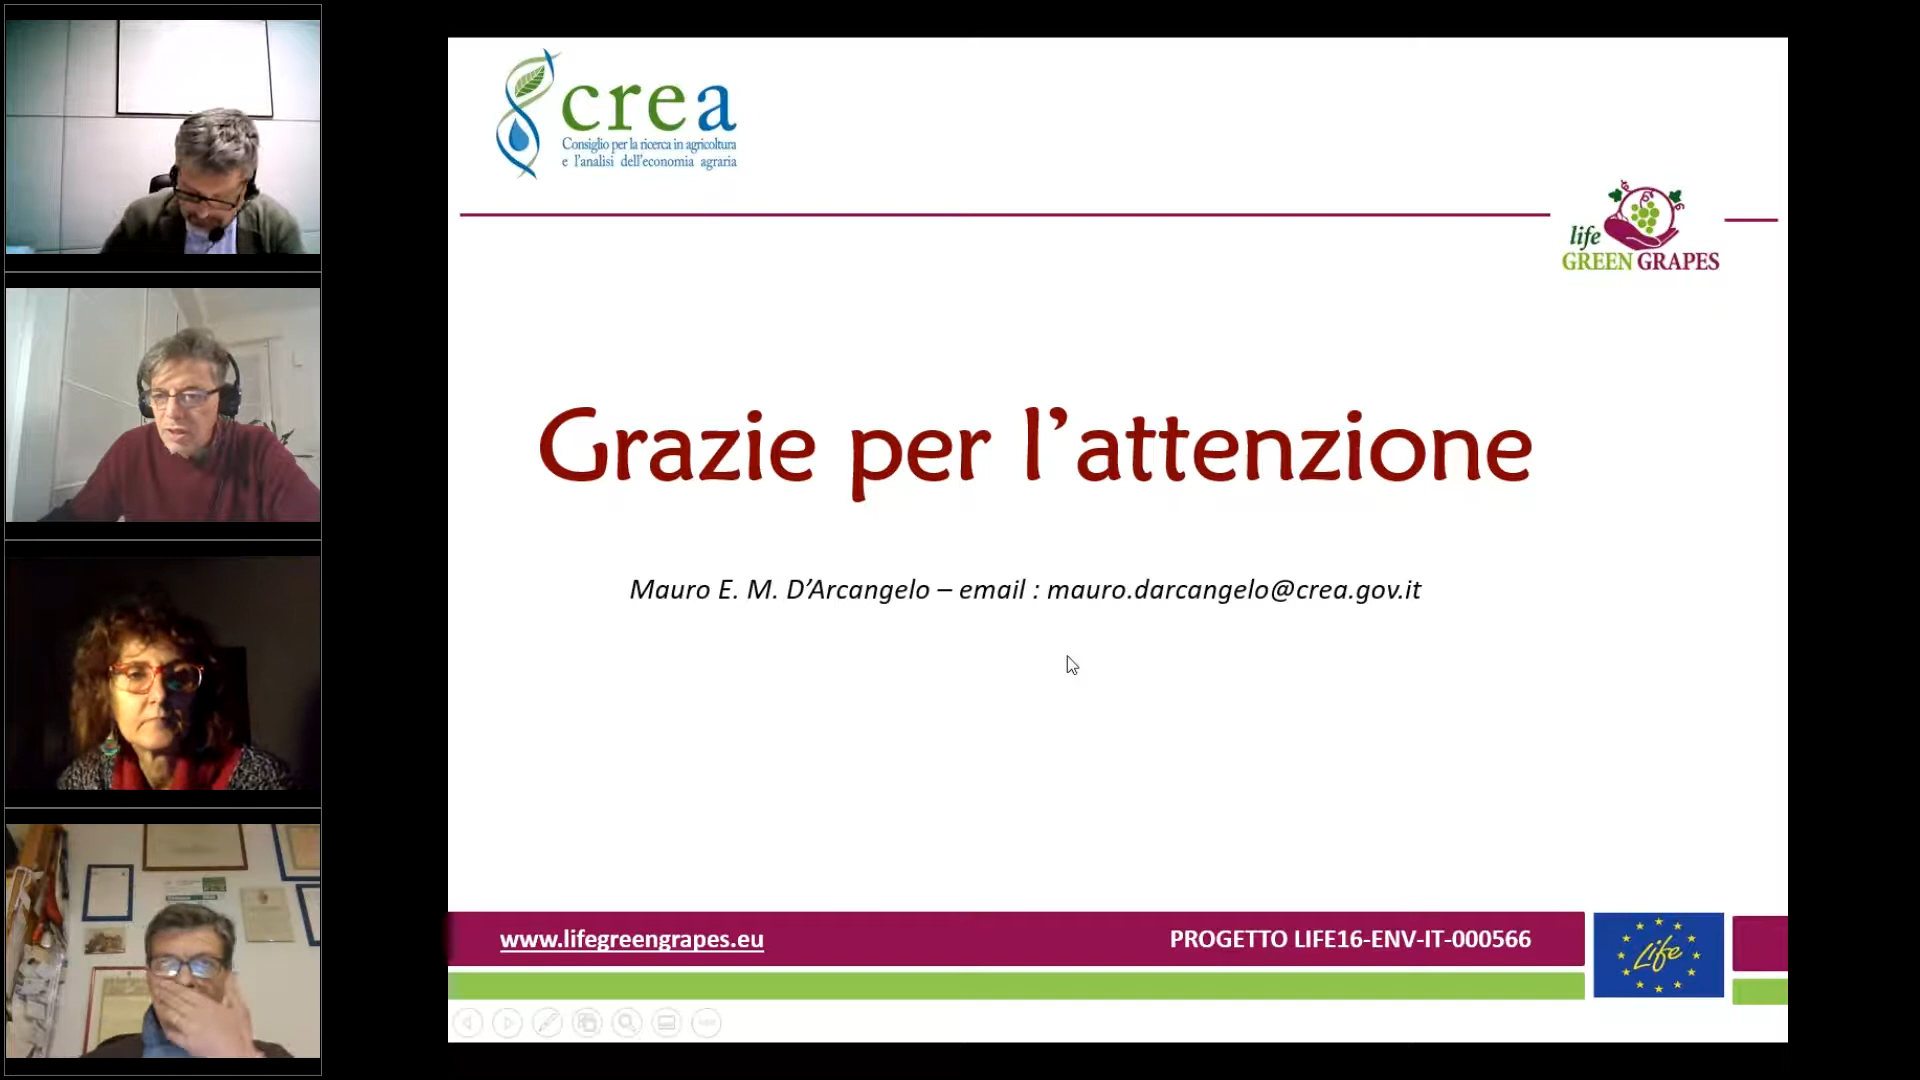 crea
Consiglio per la ricerca in agricoltura
e l'analisi dell'economia agraria
life
GREEN GRAPES
Grazie per l'attenzione
Mauro E. M. D'Arcangelo – email : mauro.darcangelo@crea.gov.it
www.lifegreengrapes.eu
PROGETTO LIFE16-ENV-IT-000566
Life